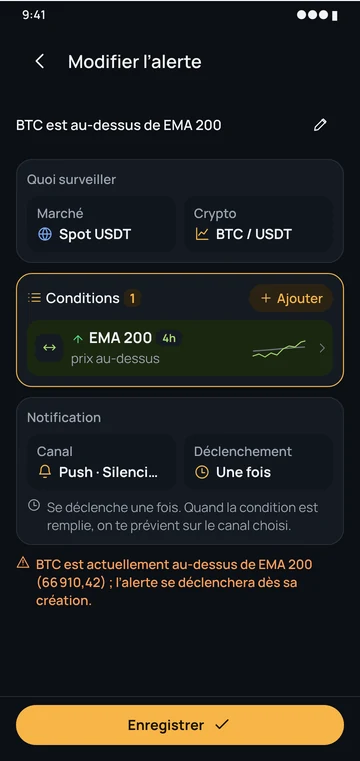 9:41
Modifier l'alerte
BTC est au-dessus de EMA 200
Quoi surveiller
Marché
Spot USDT
Crypto
BTC / USDT
Conditions 1
+ Ajouter
EMA 200 4h
prix au-dessus
Notification
Canal
Push · Silenci...
Déclenchement
Une fois
Se déclenche une fois. Quand la condition est
remplie, on te prévient sur le canal choisi.
BTC est actuellement au-dessus de EMA 200
(66 910,42) ; l'alerte se déclenchera dès sa
création.
Enregistrer